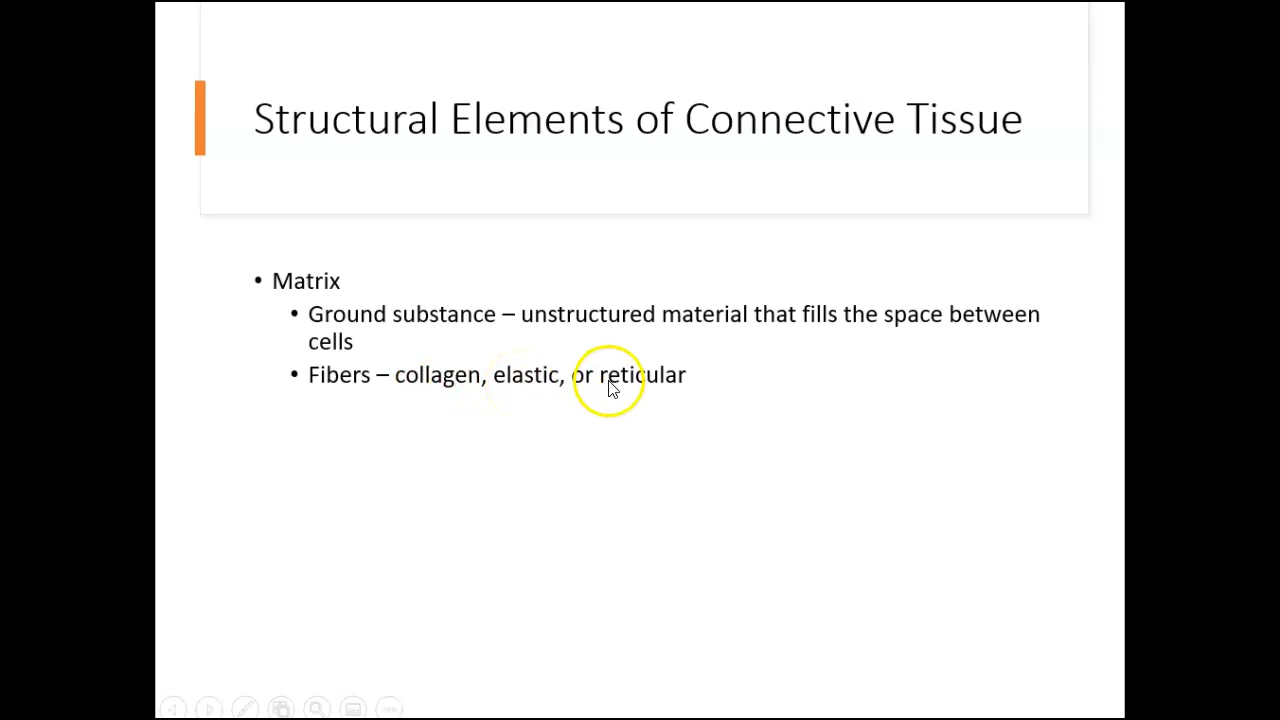 Structural Elements of Connective Tissue
• Matrix
• Ground substance – unstructured material that fills the space between
cells
• Fibers – collagen, elastic, or reticular